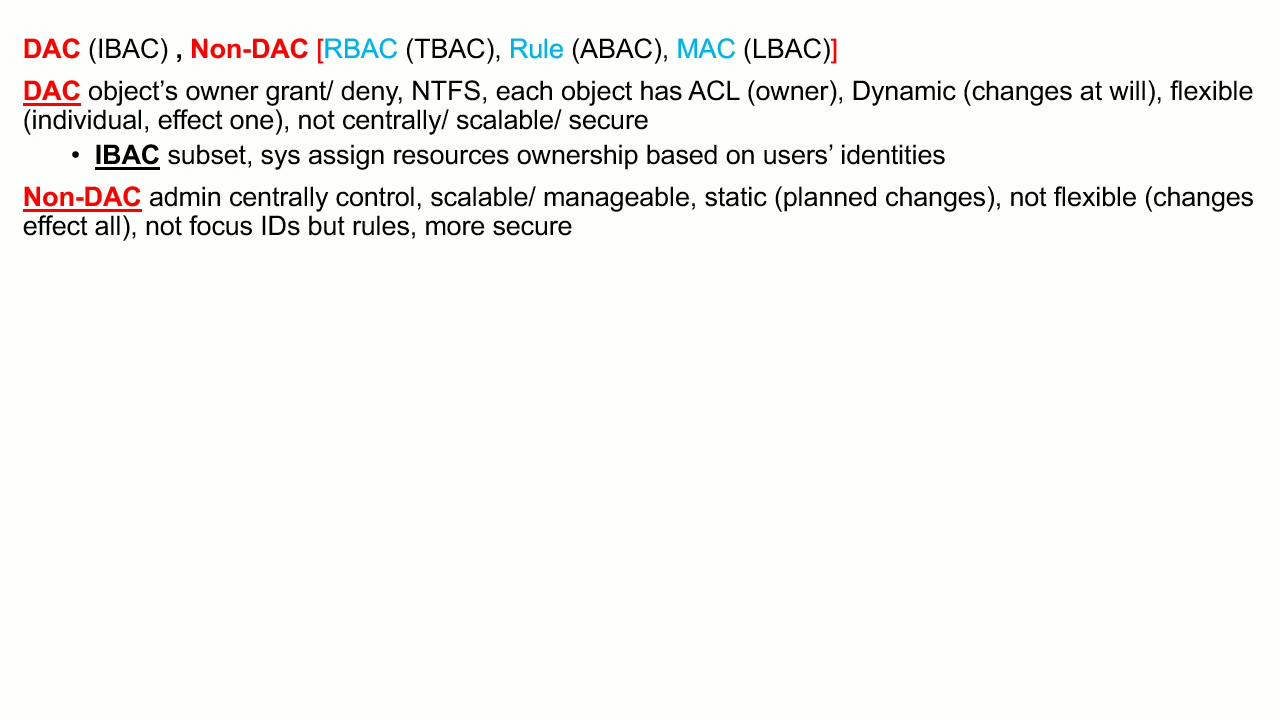 DAC (IBAC) , Non-DAC [RBAC (TBAC), Rule (ABAC), MAC (LBAC)]
DAC object’s owner grant/ deny, NTFS, each object has ACL (owner), Dynamic (changes at will), flexible
(individual, effect one), not centrally/ scalable/ secure
• IBAC subset, sys assign resources ownership based on users’ identities
Non-DAC admin centrally control, scalable/ manageable, static (planned changes), not flexible (changes
effect all), not focus IDs but rules, more secure